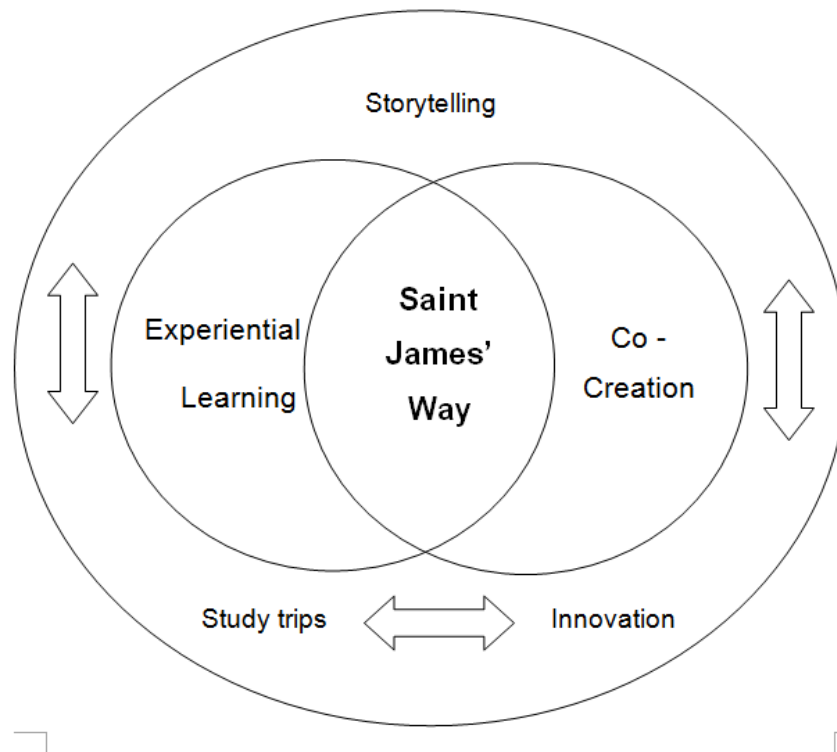 Storytelling
Experiential
Learning
Saint
James’
Way
Co -
Creation
Study trips
Innovation